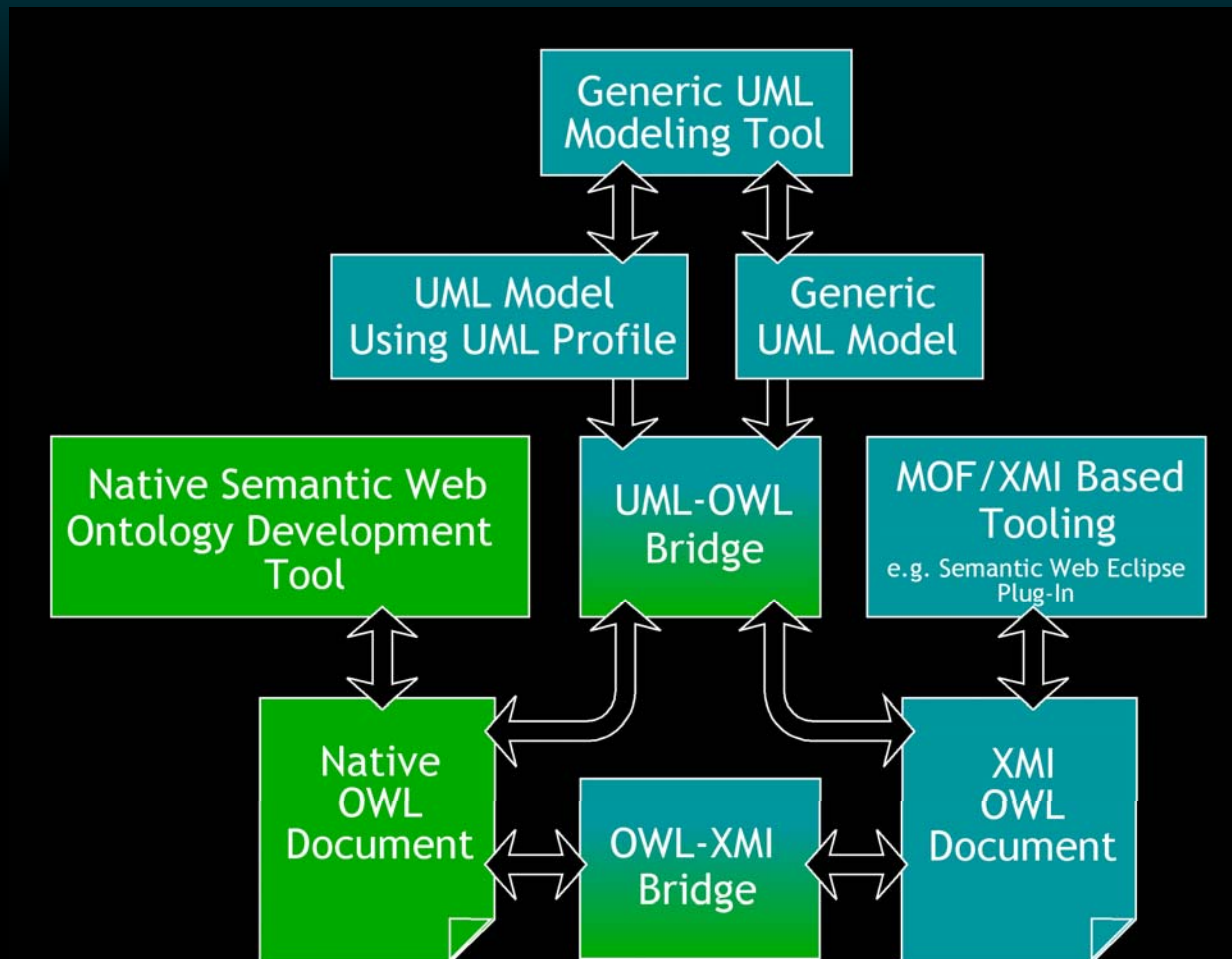 Generic UML
Modeling Tool
UML Model
Using UML Profile
Generic
UML Model
Native Semantic Web
Ontology Development
Tool
UML-OWL
Bridge
MOF/XMI Based
Tooling
e.g. Semantic Web Eclipse
Plug-In
Native
OWL
Document
OWL-XMI
Bridge
XMI
OWL
Document